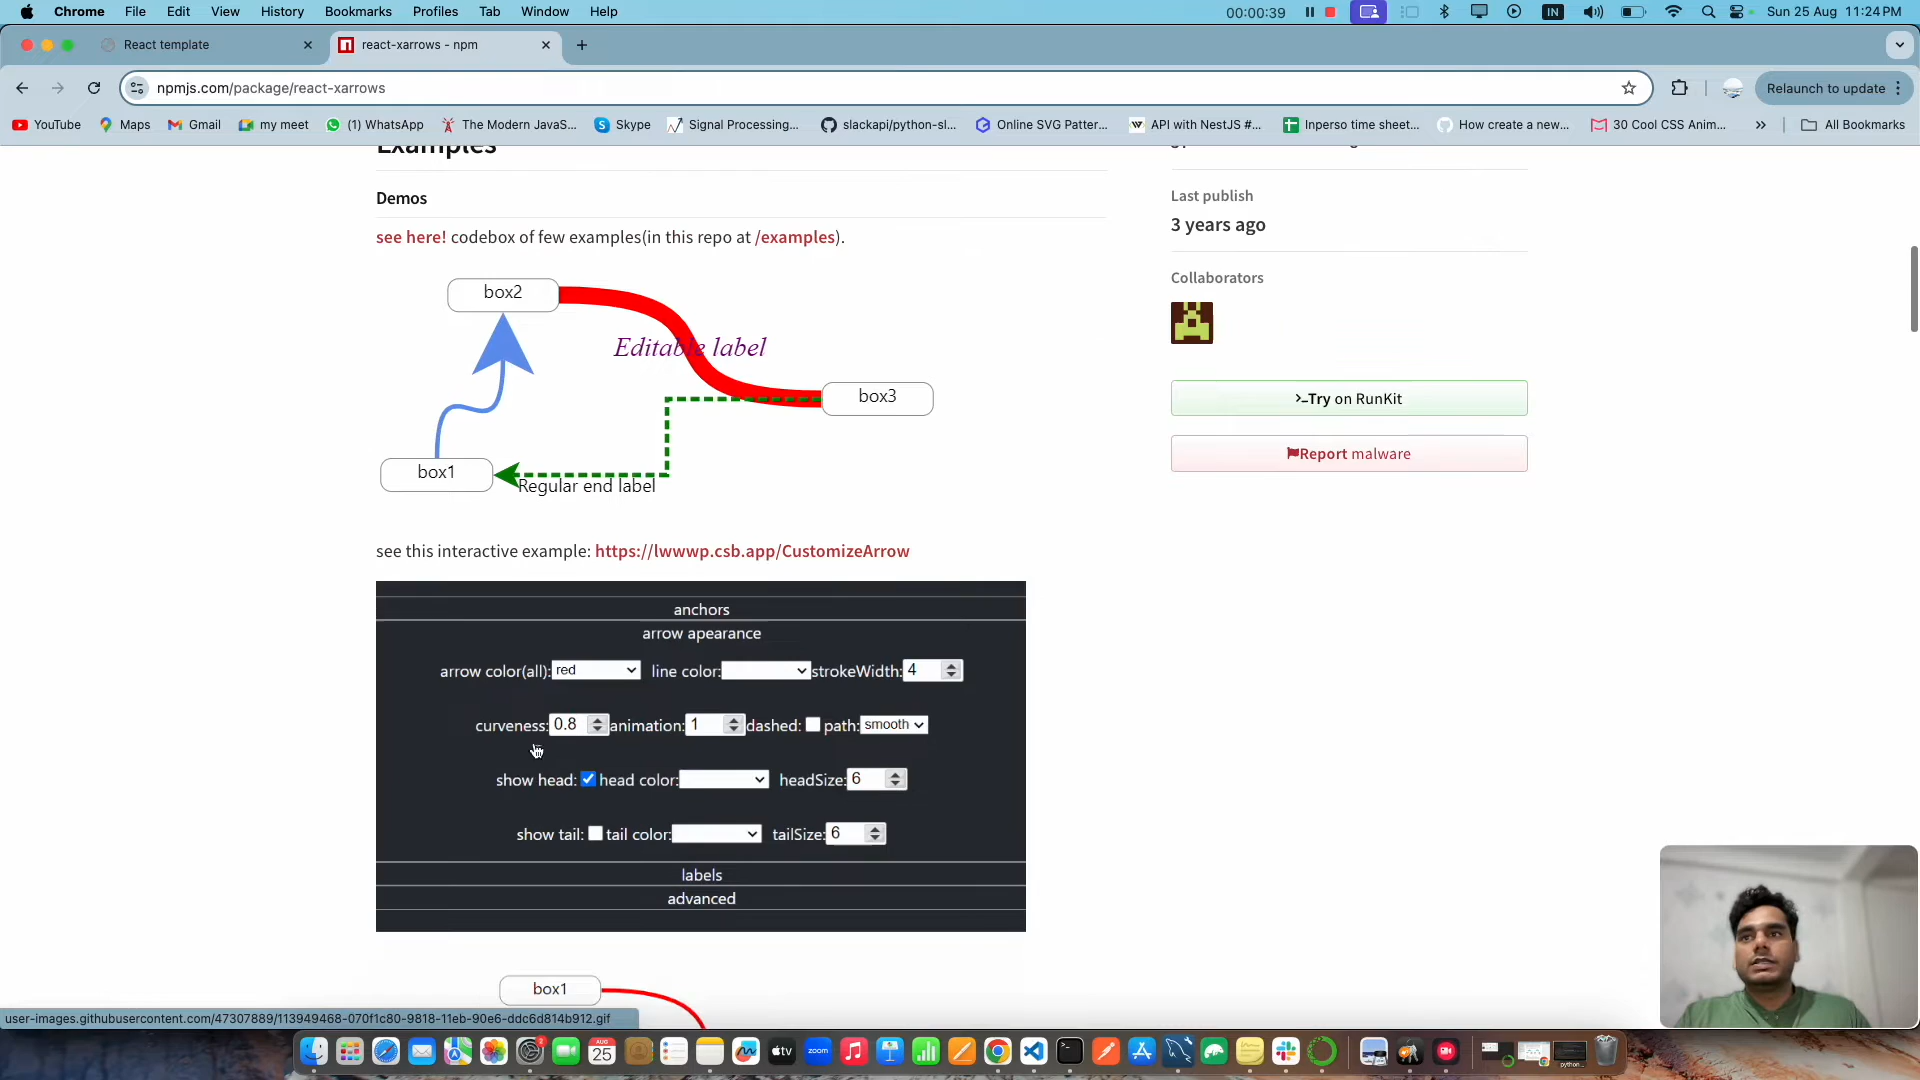 Chrome File Edit View History Bookmarks Profiles Tab Window Help 00:00:39 IN Sun 25 Aug 11:24 PM
React template react-xarrows - npm
npmjs.com/package/react-xarrows Relaunch to update
YouTube Maps Gmail my meet (1) WhatsApp The Modern JavaS... Skype Signal Processing... slackapi/python-sl... Online SVG Patter... API with NestJS #... Inperso time sheet... How create a new... 30 Cool CSS Anim... » All Bookmarks
Examples
Demos
see here! codebox of few examples(in this repo at /examples).
box2
Editable label
box3
box1
Regular end label
see this interactive example: https://lwwwp.csb.app/CustomizeArrow
anchors
arrow apearance
arrow color(all): red line color: strokeWidth: 4
curveness: 0.8 animation: 1 dashed: path: smooth
show head: head color: headSize: 6
show tail: tail color: tailSize: 6
labels
advanced
box1
Last publish
3 years ago
Collaborators
>_Try on RunKit
Report malware
user-images.githubusercontent.com/47307889/113949468-070f1c80-9818-11eb-90e6-ddc6d814b912.gif
AUG
25
tv
zoom
2
python...